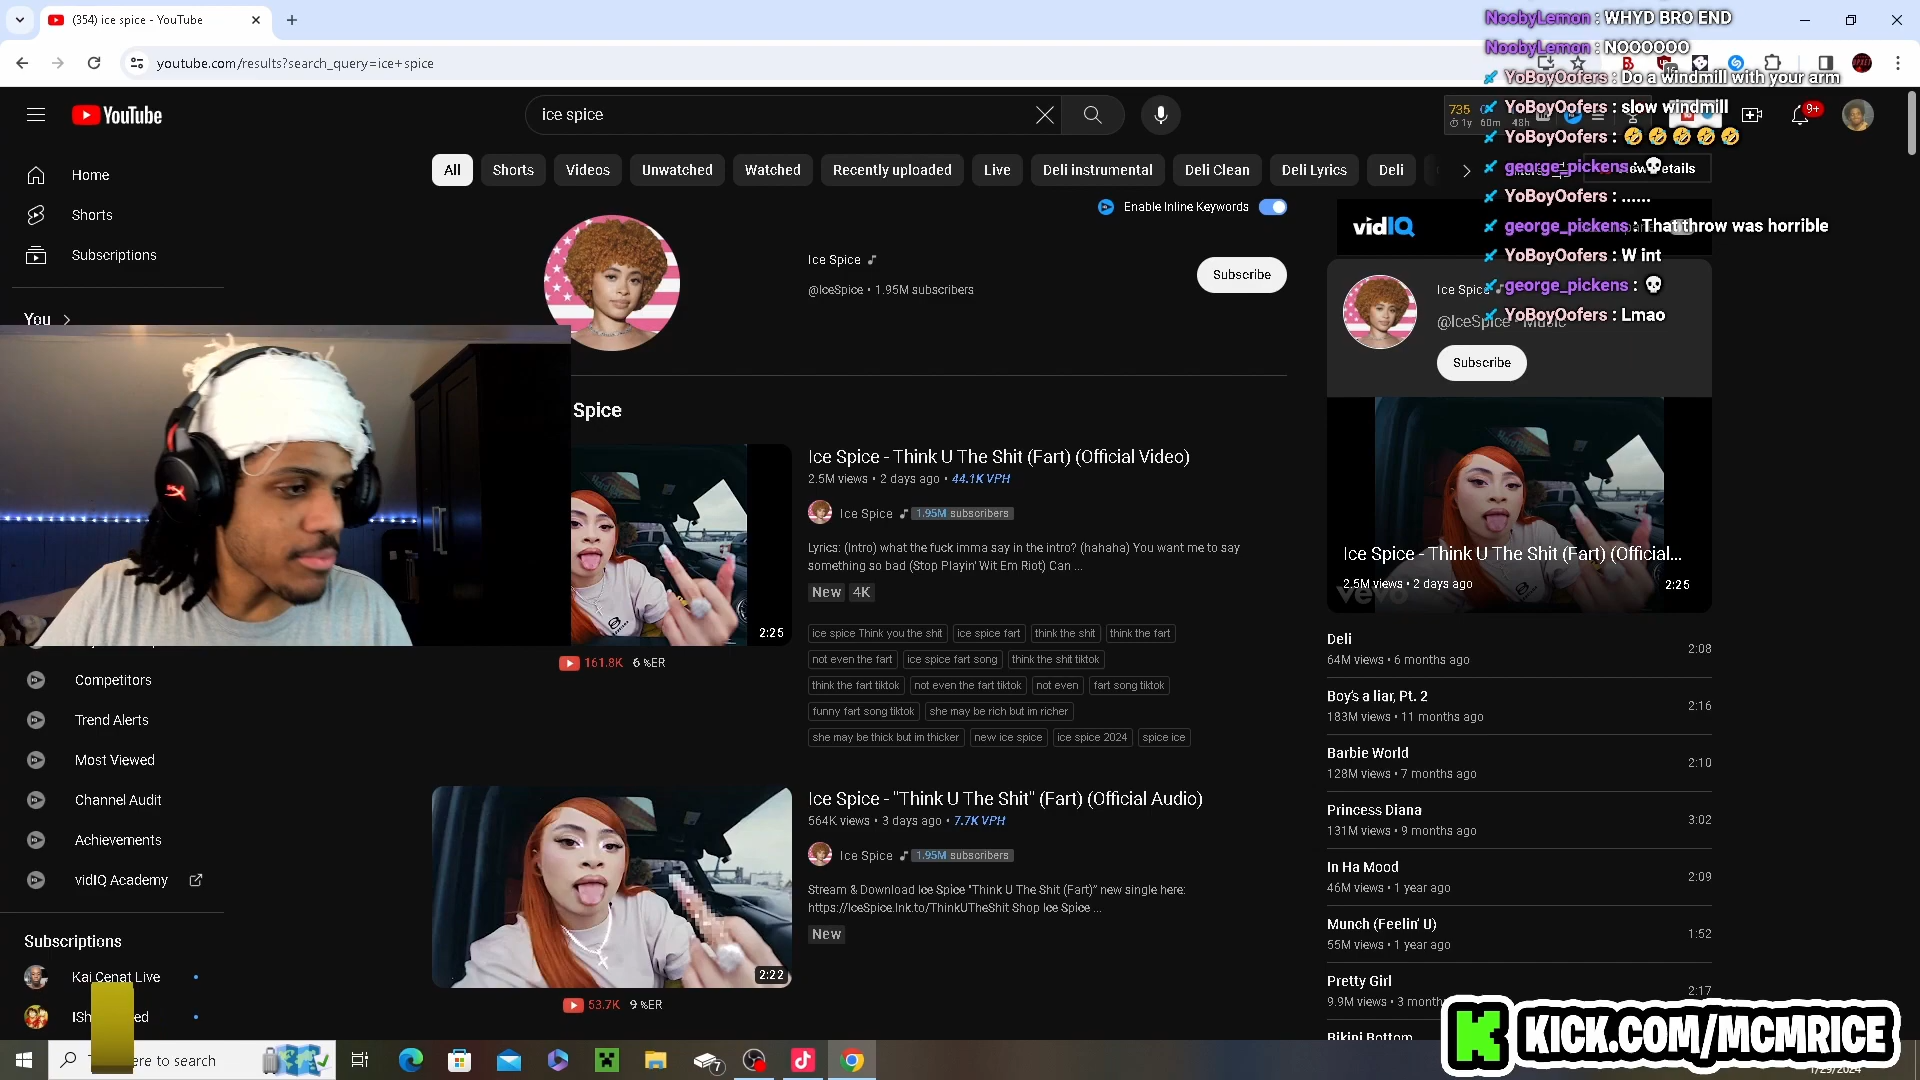 (354) ice spice - YouTube
youtube.com/results?search_query=ice+spice
NoobyLemon : WHYD BRO END
NoobyLemon : NOOOOOO
YoBoyOofers : Do a windmill with your arm
YoBoyOofers : slow windmill
YoBoyOofers : 🤣 🤣 🤣 🤣 🤣
george_pickens : 💀
YoBoyOofers : ......
george_pickens : That throw was horrible
YoBoyOofers : W int
george_pickens : 💀
YoBoyOofers : Lmao
YouTube
ice spice
735
1y 60m 48h
9+
Home
Shorts
Subscriptions
You
All Shorts Videos Unwatched Watched Recently uploaded Live Deli instrumental Deli Clean Deli Lyrics Deli
Enable Inline Keywords
Ice Spice ♪
@IceSpice • 1.95M subscribers
Subscribe
Spice
Ice Spice - Think U The Shit (Fart) (Official Video)
2.5M views • 2 days ago • 44.1K VPH
Ice Spice ♪ 1.95M subscribers
Lyrics: (Intro) what the fuck imma say in the intro? (hahaha) You want me to say
something so bad (Stop Playin' Wit Em Riot) Can ...
New 4K
2:25
161.8K 6 %ER
ice spice Think you the shit ice spice fart think the shit think the fart
not even the fart ice spice fart song think the shit tiktok
think the fart tiktok not even the fart tiktok not even fart song tiktok
funny fart song tiktok she may be rich but im richer
she may be thick but im thicker new ice spice ice spice 2024 spice ice
Ice Spice - "Think U The Shit" (Fart) (Official Audio)
564K views • 3 days ago • 7.7K VPH
Ice Spice ♪ 1.95M subscribers
Stream & Download Ice Spice "Think U The Shit (Fart)" new single here:
https://IceSpice.lnk.to/ThinkUTheShit Shop Ice Spice ...
New
2:22
53.7K 9 %ER
Competitors
Trend Alerts
Most Viewed
Channel Audit
Achievements
vidIQ Academy
Subscriptions
Kai Cenat Live
vidIQ
Ice Spice
@IceSpice • Music
Subscribe
Ice Spice - Think U The Shit (Fart) (Official...
2.5M views • 2 days ago
2:25
vevo
Deli
64M views • 6 months ago
2:08
Boy's a liar, Pt. 2
183M views • 11 months ago
2:16
Barbie World
128M views • 7 months ago
2:10
Princess Diana
131M views • 9 months ago
3:02
In Ha Mood
46M views • 1 year ago
2:09
Munch (Feelin' U)
55M views • 1 year ago
1:52
Pretty Girl
9.9M views • 3 month
2:17
Bikini Bottom
KICK.COM/MCMRICE
here to search
7
1/29/2024